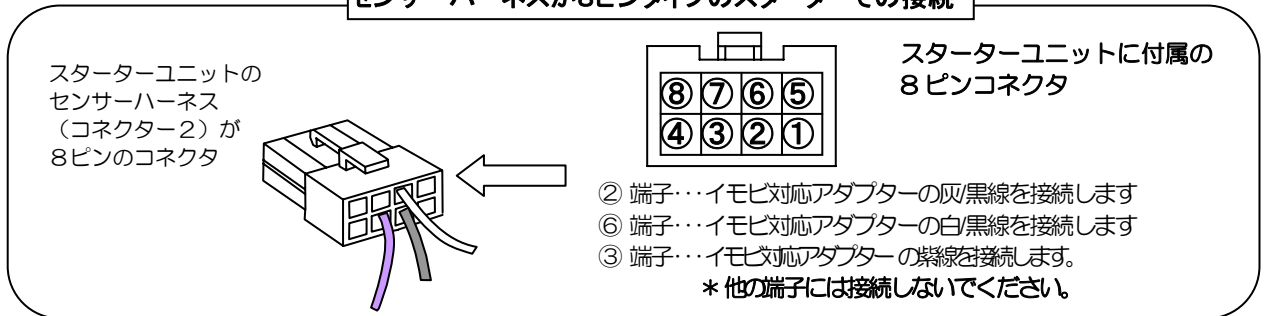 センサーハーネスが8ピンタイプのスターターでの接続
スターターユニットの
センサーハーネス
（コネクター２）が
８ピンのコネクタ
⑧⑦⑥⑤
④③②①
スターターユニットに付属の
８ピンコネクタ
② 端子･･･イモビ対応アダプターの灰/黒線を接続します
⑥ 端子･･･イモビ対応アダプターの白/黒線を接続します
③ 端子･･･イモビ対応アダプターの紫線を接続します。
＊他の端子には接続しないでください。